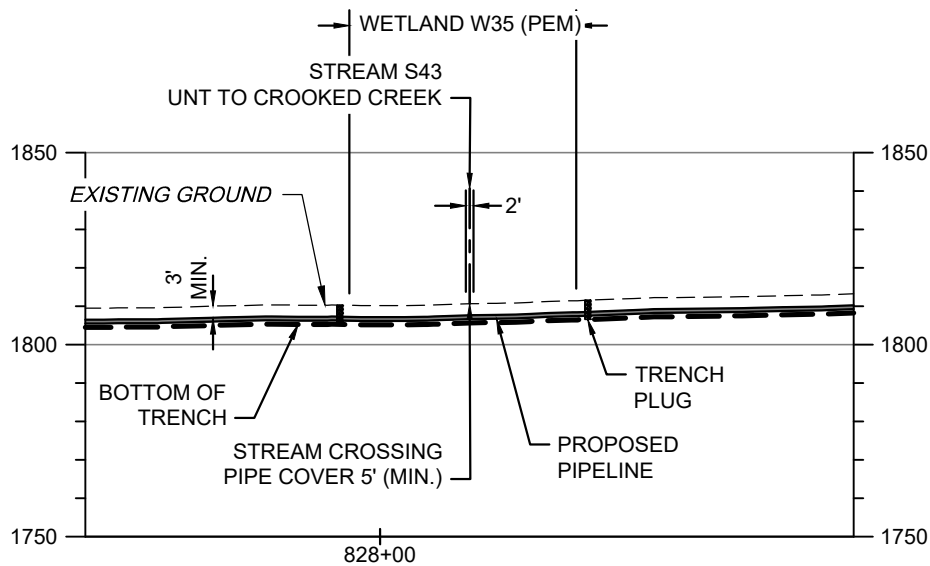 WETLAND W35 (PEM)
STREAM S43
UNT TO CROOKED CREEK
1850
1850
EXISTING GROUND
2'
3'
MIN.
1800
1800
BOTTOM OF
TRENCH
TRENCH
PLUG
STREAM CROSSING
PIPE COVER 5' (MIN.)
PROPOSED
PIPELINE
1750
1750
828+00